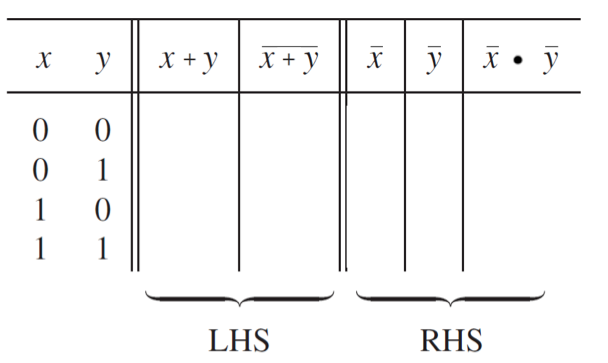 x y x + y x̅ ̅+̅ ̅y̅ x̅ y̅ x̅ • y̅
0 0
0 1
1 0
1 1
LHS RHS